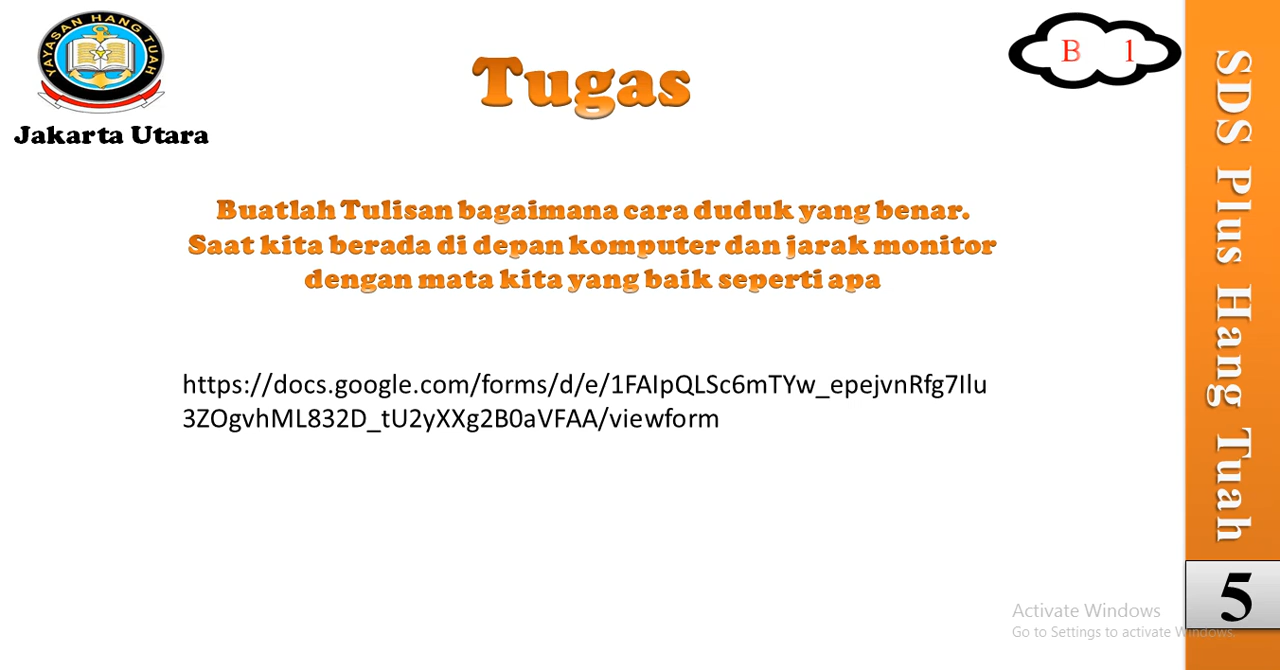 YAYASAN HANG TUAH
Jakarta Utara
Tugas
B 1
Buatlah Tulisan bagaimana cara duduk yang benar.
Saat kita berada di depan komputer dan jarak monitor
dengan mata kita yang baik seperti apa
https://docs.google.com/forms/d/e/1FAIpQLSc6mTYw_epejvnRfg7Ilu
3ZOgvhML832D_tU2yXXg2B0aVFAA/viewform
SDS Plus Hang Tuah
5
Activate Windows
Go to Settings to activate Windows.